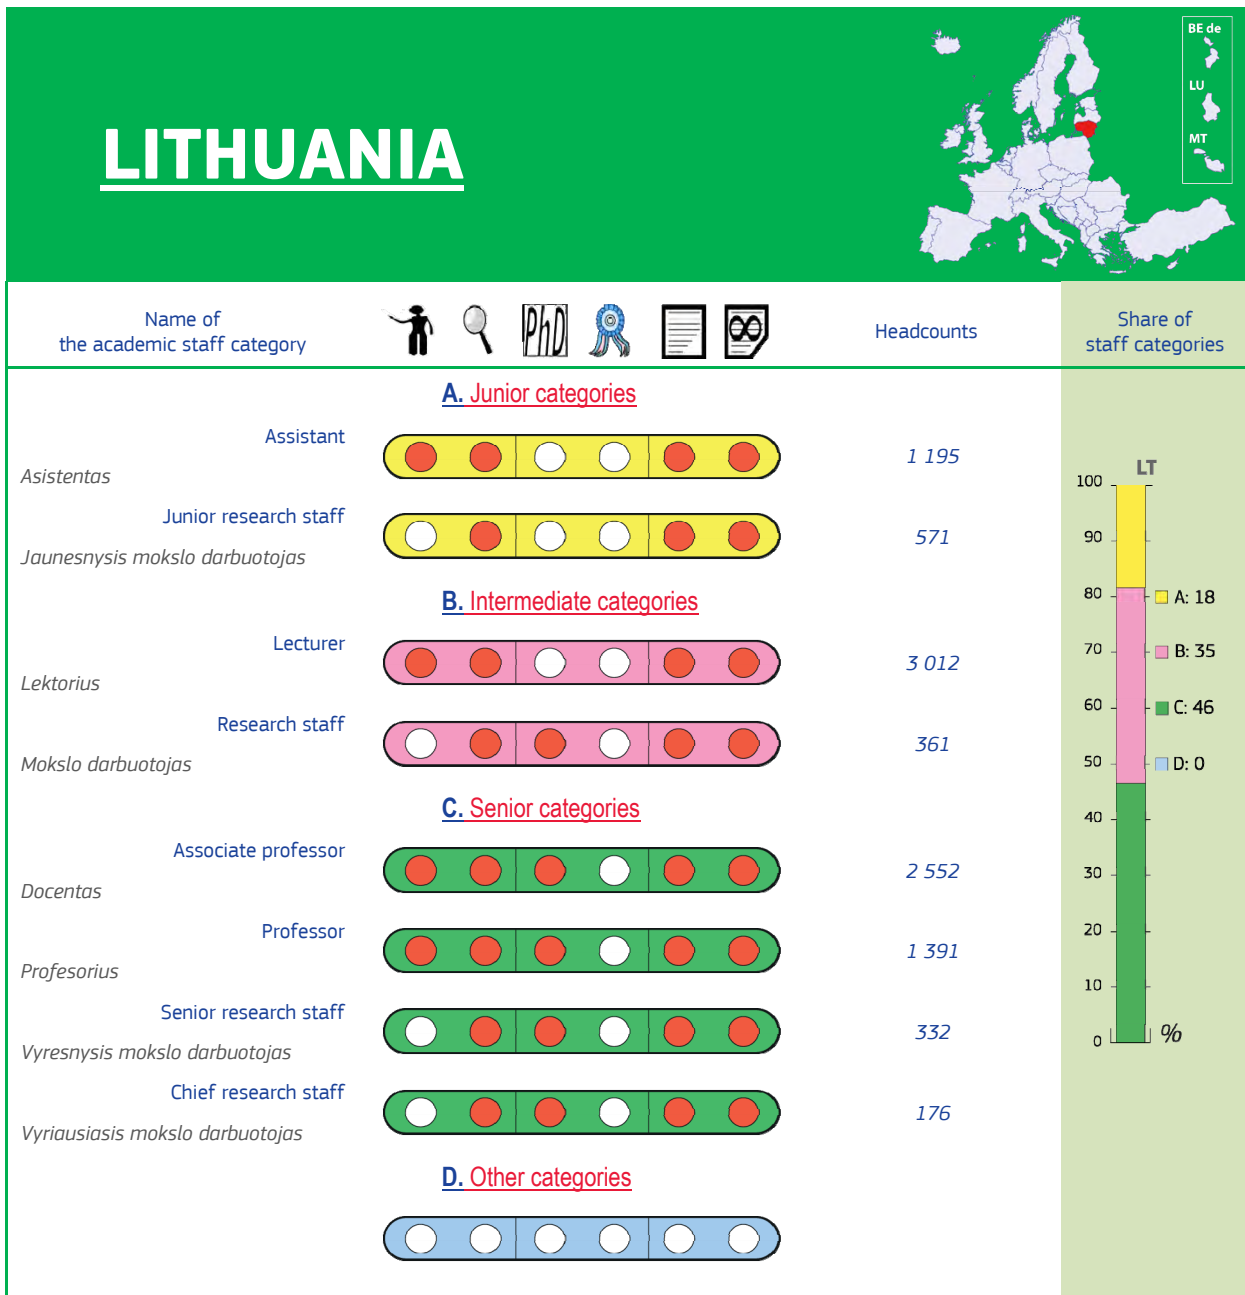 LITHUANIA
BE de
LU
MT
Name of
the academic staff category
PhD
∞
Headcounts
Share of
staff categories
A. Junior categories
Assistant
Asistentas
1 195
Junior research staff
Jaunesnysis mokslo darbuotojas
571
B. Intermediate categories
Lecturer
Lektorius
3 012
Research staff
Mokslo darbuotojas
361
C. Senior categories
Associate professor
Docentas
2 552
Professor
Profesorius
1 391
Senior research staff
Vyresnysis mokslo darbuotojas
332
Chief research staff
Vyriausiasis mokslo darbuotojas
176
D. Other categories
LT
100
90
80
70
60
50
40
30
20
10
0
%
A: 18
B: 35
C: 46
D: 0